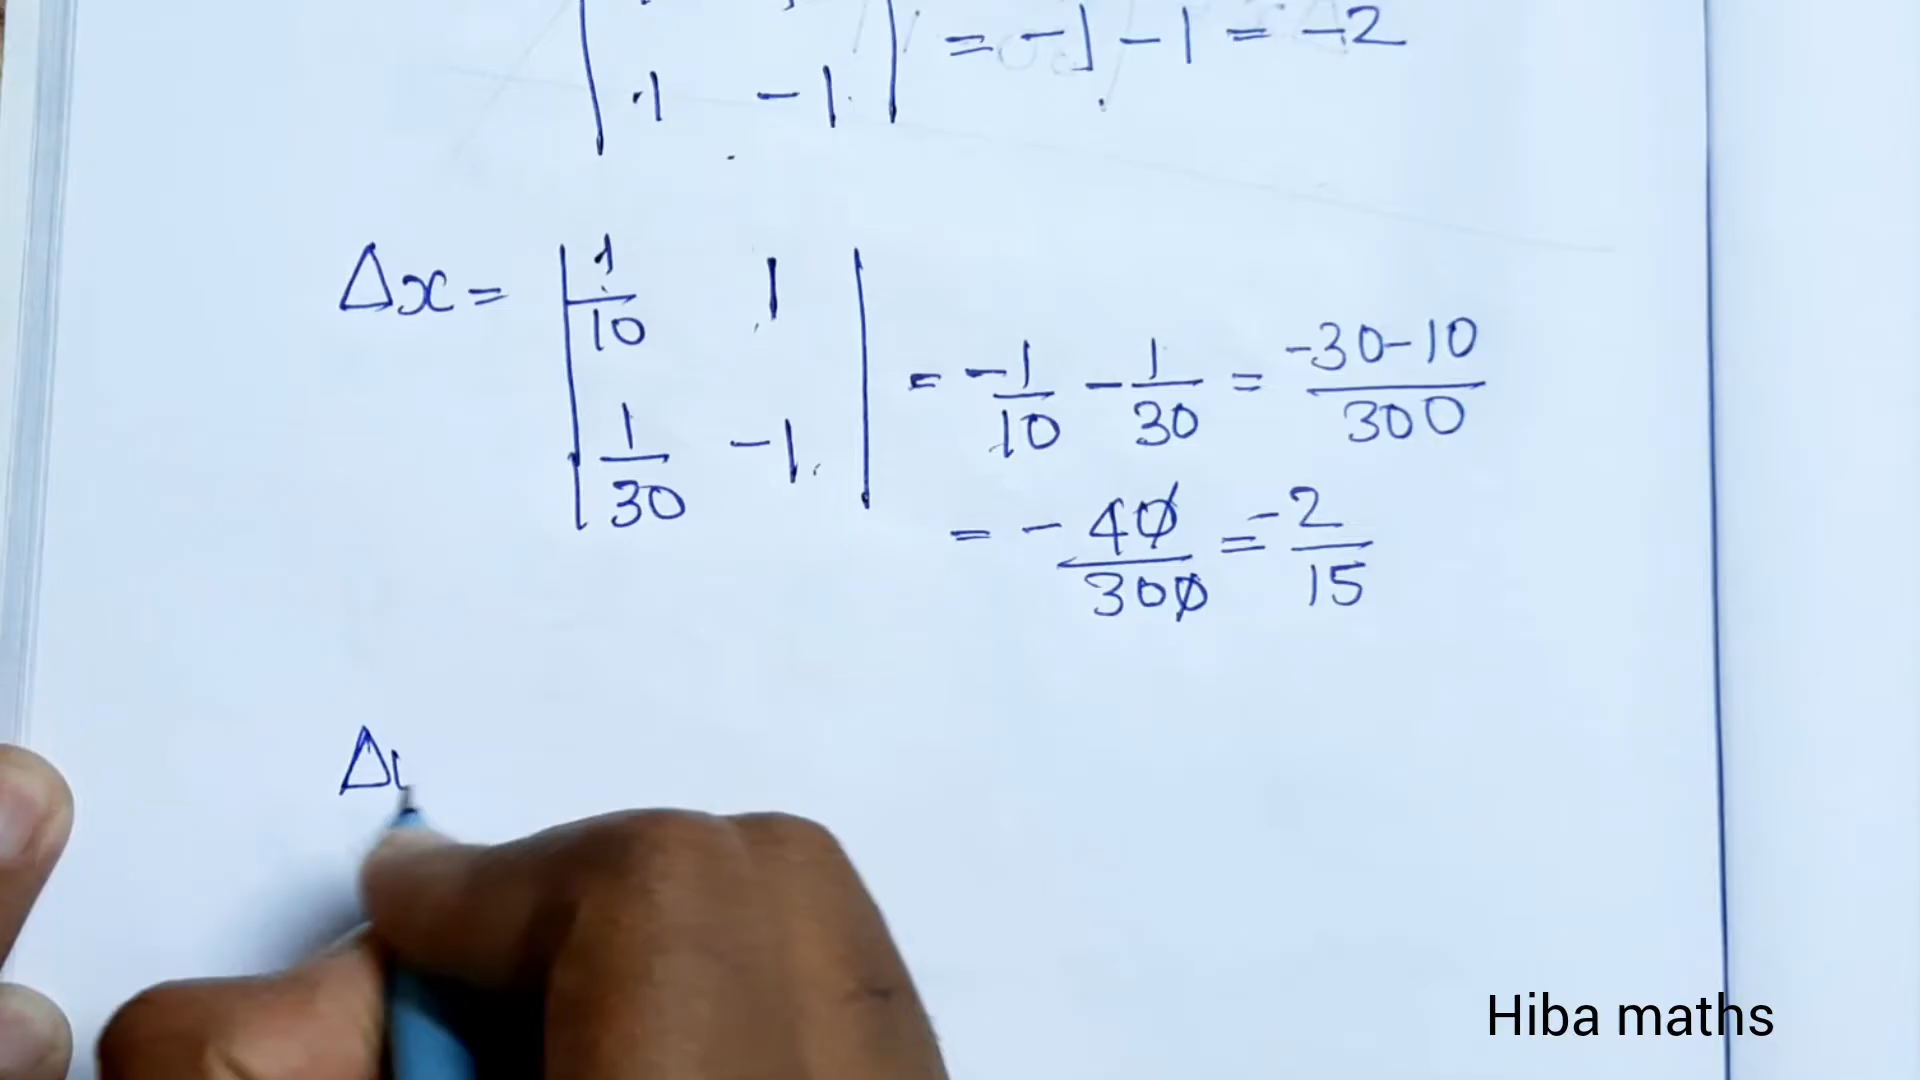 = -1 - 1 = -2
| 1 -1 |
Δx = | 1/10 1 |
| 1/30 -1 | = -1/10 - 1/30 = -30-10/300
= - 40/300 = -2/15
Δ
Hiba maths